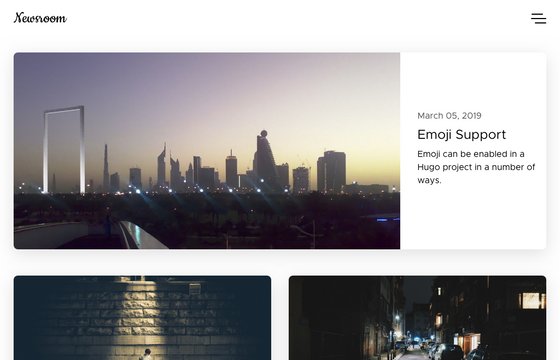 Newsroom
March 05, 2019
Emoji Support
Emoji can be enabled in a
Hugo project in a number of
ways.